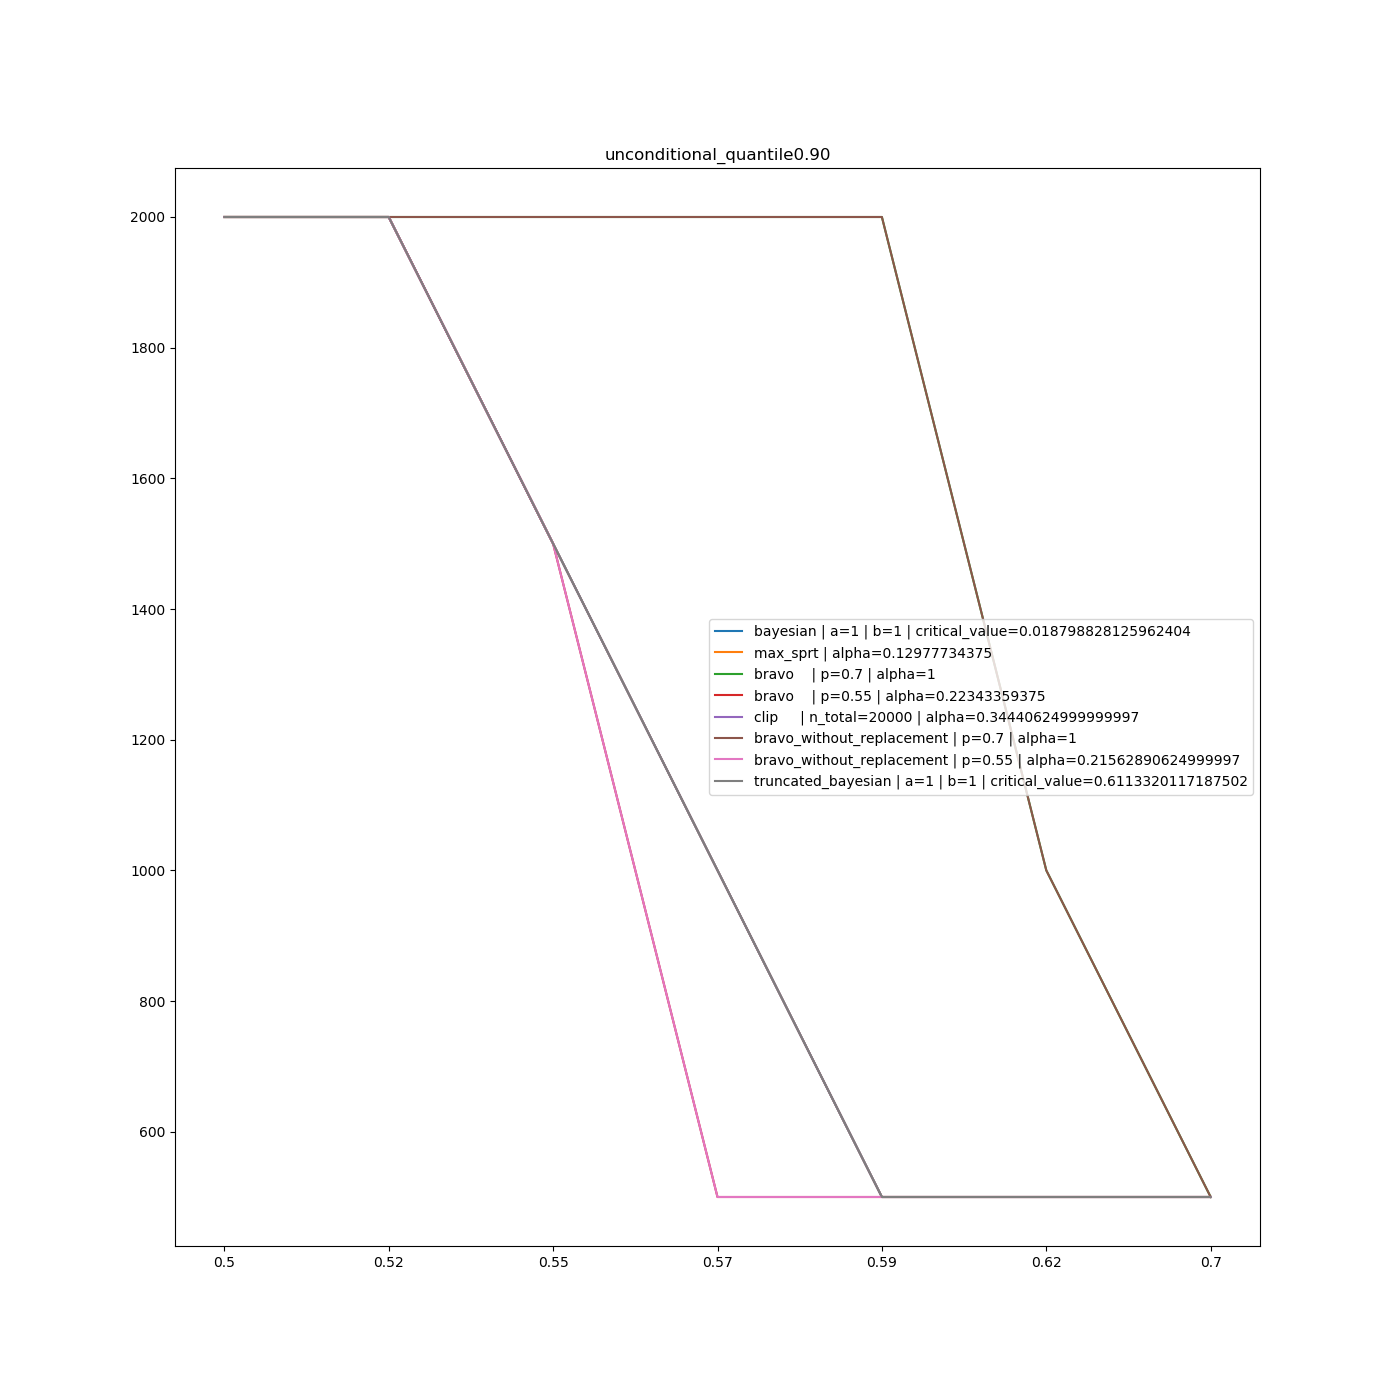 unconditional_quantile0.90
2000
1800
1600
1400
1200
1000
800
600
bayesian | a=1 | b=1 | critical_value=0.018798828125962404
max_sprt | alpha=0.12977734375
bravo    | p=0.7 | alpha=1
bravo    | p=0.55 | alpha=0.22343359375
clip     | n_total=20000 | alpha=0.34440624999999997
bravo_without_replacement | p=0.7 | alpha=1
bravo_without_replacement | p=0.55 | alpha=0.21562890624999997
truncated_bayesian | a=1 | b=1 | critical_value=0.6113320117187502
0.5 0.52 0.55 0.57 0.59 0.62 0.7